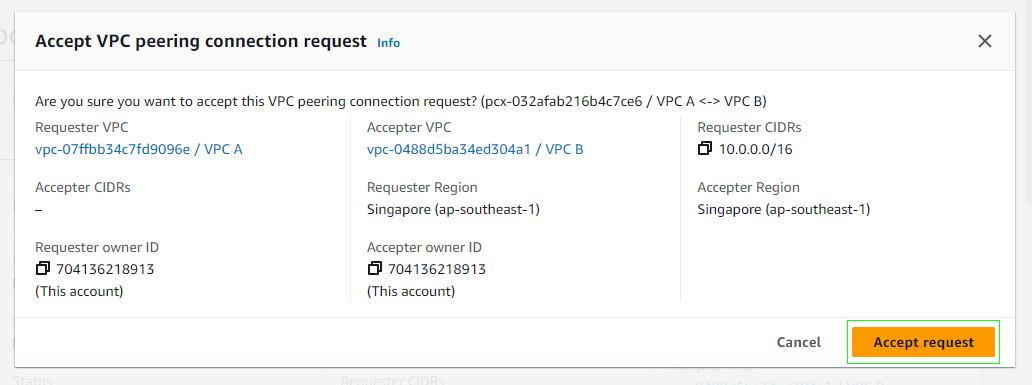 Accept VPC peering connection request Info
Are you sure you want to accept this VPC peering connection request? (pcx-032afab216b4c7ce6 / VPC A <-> VPC B)
Requester VPC
vpc-07ffbb34c7fd9096e / VPC A
Accepter VPC
vpc-0488d5ba34ed304a1 / VPC B
Requester CIDRs
10.0.0.0/16
Accepter CIDRs
–
Requester Region
Singapore (ap-southeast-1)
Accepter Region
Singapore (ap-southeast-1)
Requester owner ID
704136218913
(This account)
Accepter owner ID
704136218913
(This account)
Cancel
Accept request
Status
Requester CIDRs